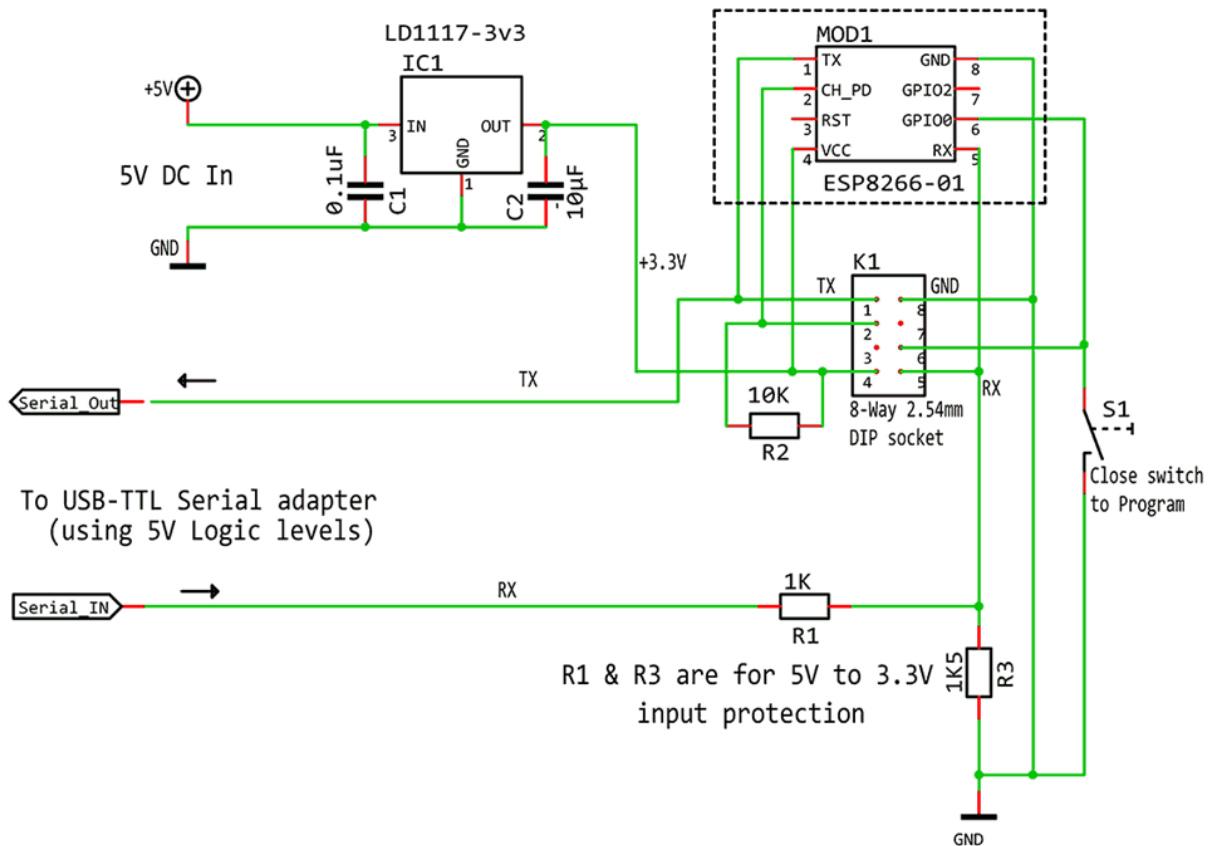 LD1117-3v3
IC1
+5V
IN
OUT
GND
3
2
1
5V DC In
0.1uF
C1
C2
10µF
GND
+3.3V
MOD1
TX
CH_PD
RST
VCC
1
2
3
4
GND
GPIO2
GPIO0
RX
8
7
6
5
ESP8266-01
K1
TX
GND
1
2
3
4
8
7
6
5
RX
8-Way 2.54mm
DIP socket
10K
R2
S1
Close switch
to Program
Serial_Out
TX
To USB-TTL Serial adapter
(using 5V Logic levels)
Serial_IN
RX
1K
R1
R1 & R3 are for 5V to 3.3V
input protection
1K5
R3
GND